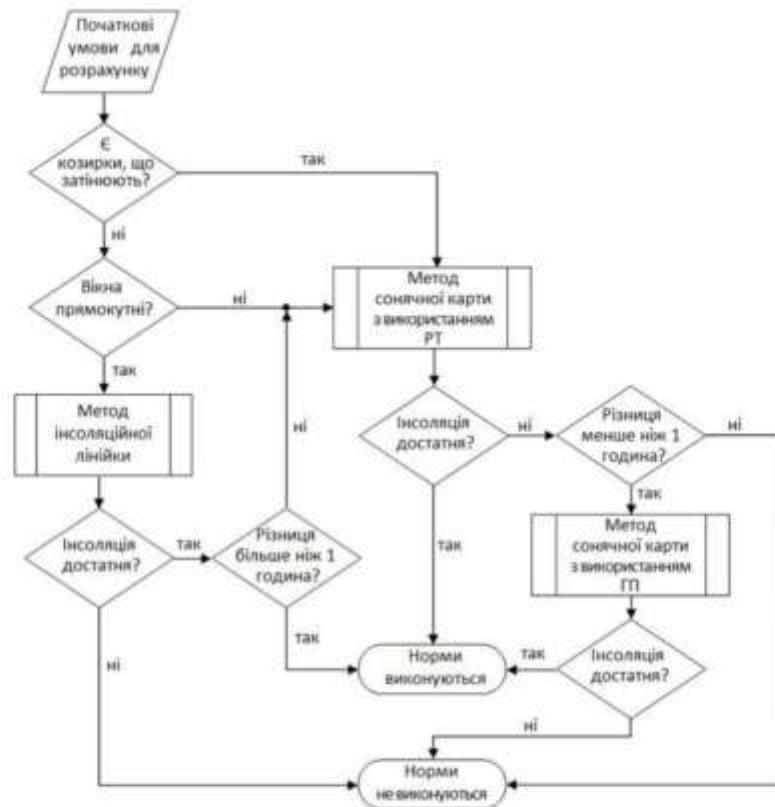 Початкові
умови для
розрахунку
Є
козирки, що
затінюють?
так
ні
Вікна
прямокутні?
ні
так
Метод
сонячної карти
з використанням
РТ
Метод
інсоляційної
лінійки
ні
Інсоляція
достатня?
ні
Різниця
менше ніж 1
година?
ні
так
Інсоляція
достатня?
так
Різниця
більше ніж 1
година?
так
Метод
сонячної карти
з використанням
ГП
ні
так
Норми
виконуються
так
Інсоляція
достатня?
ні
Норми
не виконуються